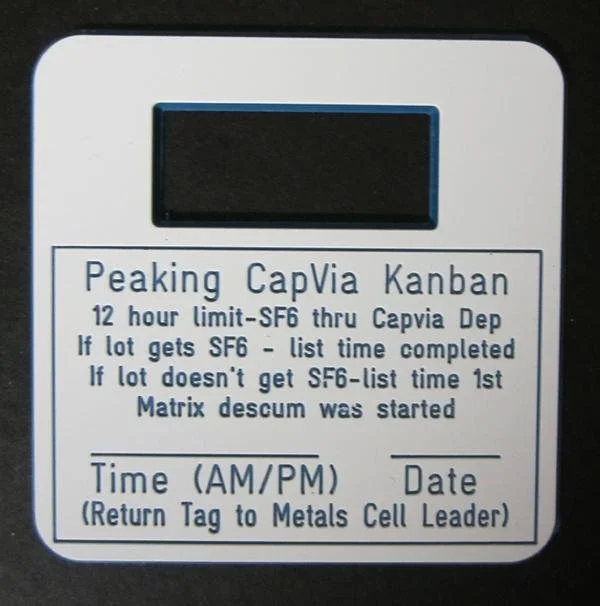 Peaking CapVia Kanban
12 hour limit-SF6 thru Capvia Dep
If lot gets SF6 - list time completed
If lot doesn't get SF6-list time 1st
Matrix descum was started
Time (AM/PM) Date
(Return Tag to Metals Cell Leader)